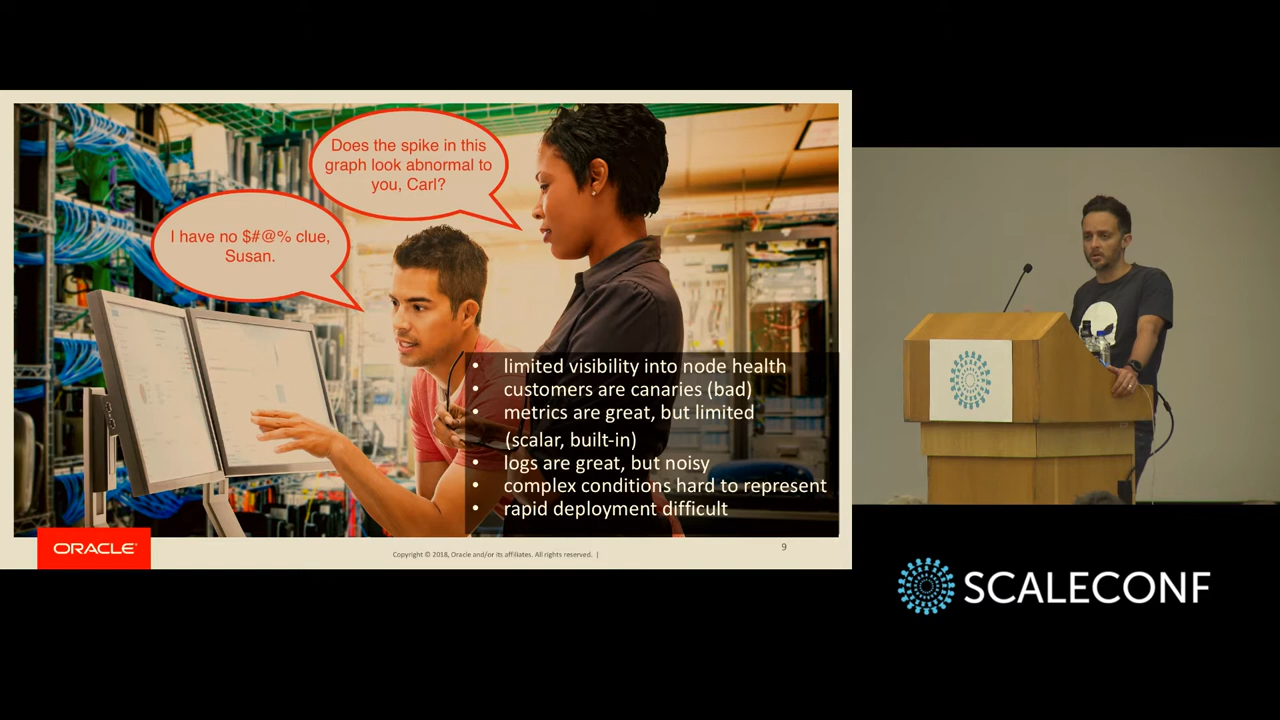 Does the spike in this
graph look abnormal to
you, Carl?
I have no $#@% clue,
Susan.
• limited visibility into node health
• customers are canaries (bad)
• metrics are great, but limited
(scalar, built-in)
• logs are great, but noisy
• complex conditions hard to represent
• rapid deployment difficult
ORACLE
Copyright © 2018, Oracle and/or its affiliates. All rights reserved. |
9
SCALECONF